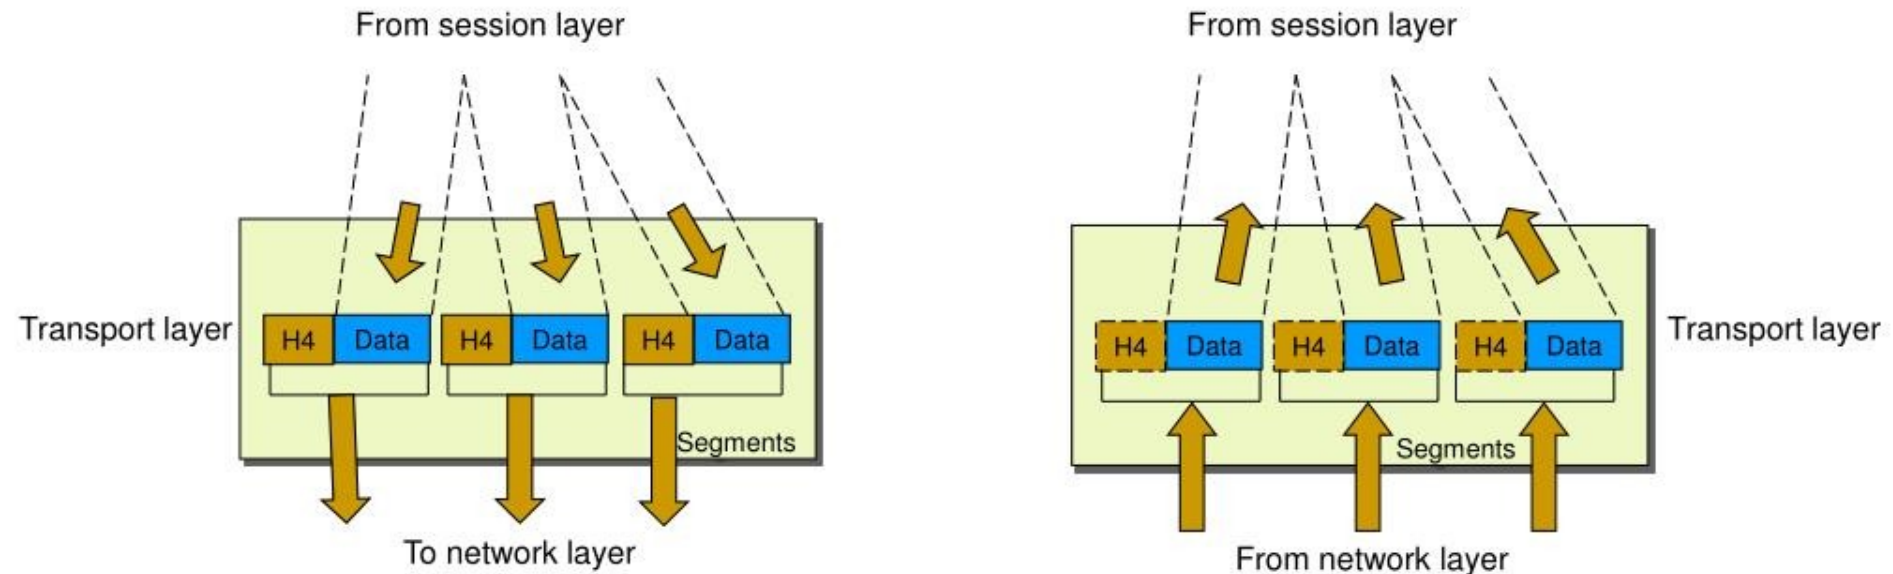 From session layer
From session layer
Transport layer
H4 Data H4 Data H4 Data
H4 Data H4 Data H4 Data
Transport layer
Segments
Segments
To network layer
From network layer